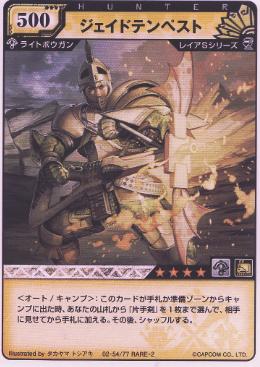 HUNTER
500
ジェイドテンペスト
ライトボウガン
レイアSシリーズ
＜オート / キャンプ＞：このカードが手札か準備ゾーンからキャ
ンプに出た時、あなたの山札から「片手剣」を１枚まで選んで、相手
に見せてから手札に加える。その後、シャッフルする。
Illustrated by タカヤマ トシアキ
02-54/77 RARE-2
©CAPCOM CO., LTD.